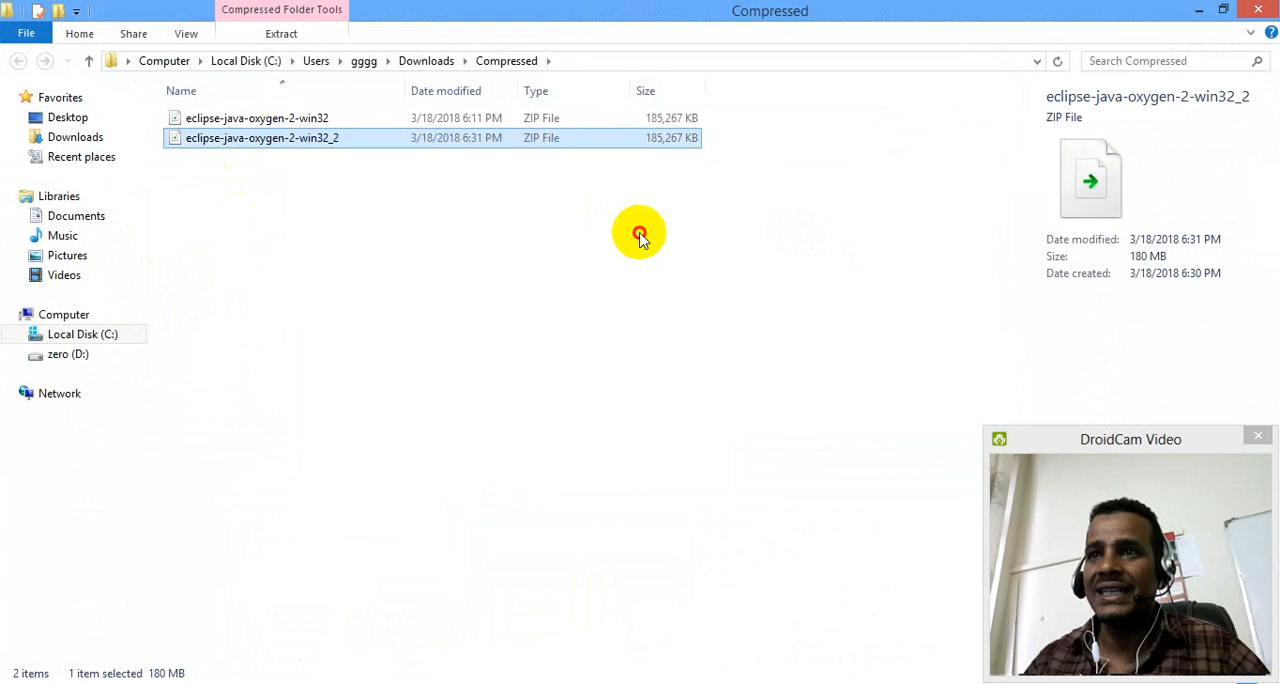 Compressed Folder Tools
Compressed
File
Home
Share
View
Extract
Computer
Local Disk (C:)
Users
gggg
Downloads
Compressed
Search Compressed
Name
Date modified
Type
Size
eclipse-java-oxygen-2-win32
3/18/2018 6:11 PM
ZIP File
185,267 KB
eclipse-java-oxygen-2-win32_2
3/18/2018 6:31 PM
ZIP File
185,267 KB
Favorites
Desktop
Downloads
Recent places
Libraries
Documents
Music
Pictures
Videos
Computer
Local Disk (C:)
zero (D:)
Network
eclipse-java-oxygen-2-win32_2
ZIP File
Date modified: 3/18/2018 6:31 PM
Size: 180 MB
Date created: 3/18/2018 6:30 PM
DroidCam Video
2 items
1 item selected 180 MB